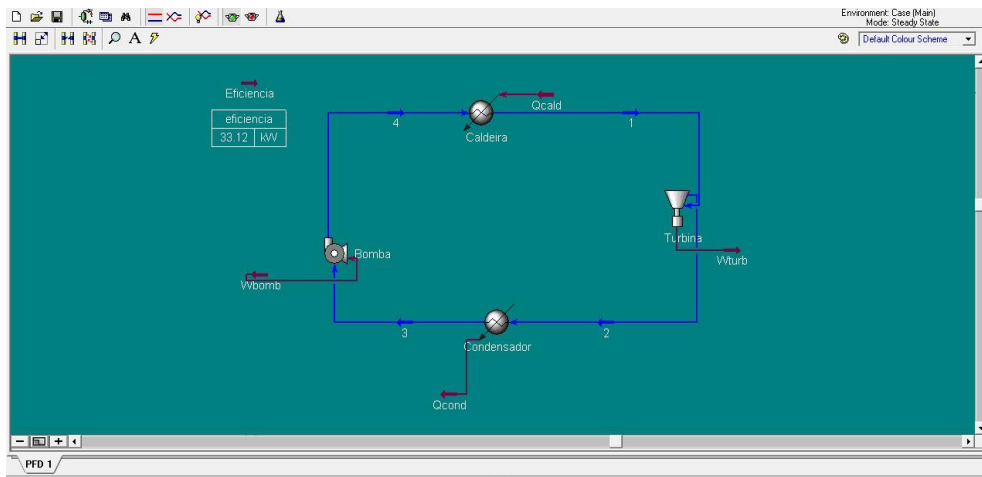 Environment: Case (Main)
Mode: Steady State
A
Default Colour Scheme
Eficiencia
eficiencia
33.12 kW
Qcald
4
1
Caldeira
Turbina
Wturb
Bomba
Wbomb
3
2
Condensador
Qcond
PFD 1